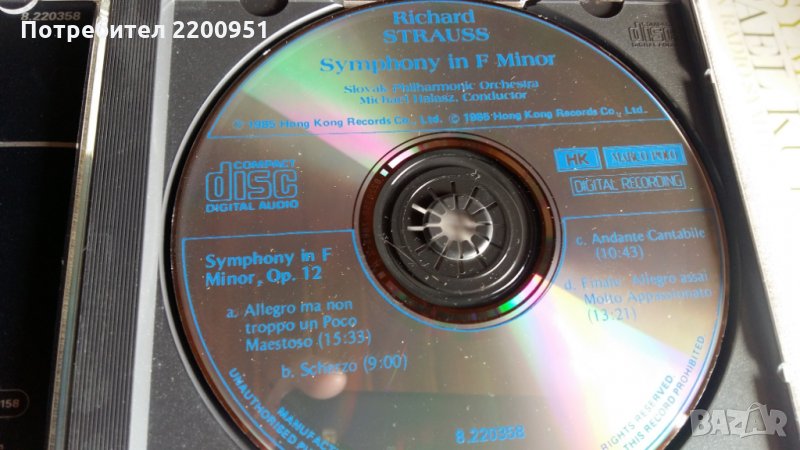 8.220358
Потребител 2200951
Richard
STRAUSS
Symphony in F Minor
Slovak Philharmonic Orchestra
Michael Halasz, Conductor
℗ 1985 Hong Kong Records Co., Ltd. © 1985 Hong Kong Records Co., Ltd.
COMPACT
disc
DIGITAL AUDIO
HK
DIGITAL RECORDING
Symphony in F
Minor, Op. 12
a. Allegro ma non
troppo un Poco
Maestoso (15:33)
b. Scherzo (9:00)
c. Andante Cantabile
(10:43)
d. Finale: Allegro assai
Molto Appassionato
(13:21)
8.220358
UNAUTHORISED
RIGHTS RESERVED.
THIS RECORD PROHIBITED
disc
158
BAZAR